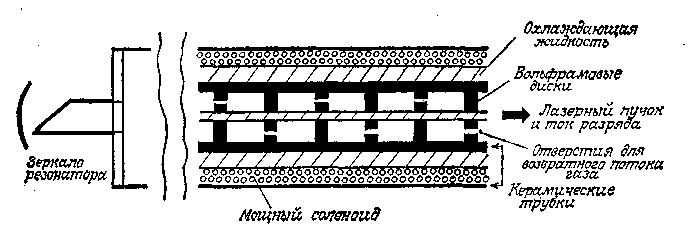 Охлаждающая
жидкость
Вольфрамовые
диски
Лазерный пучок
и ток разряда
Отверстия для
возвратного потока
газа
Керамические
трубки
Зеркало
резонатора
Мощный соленоид